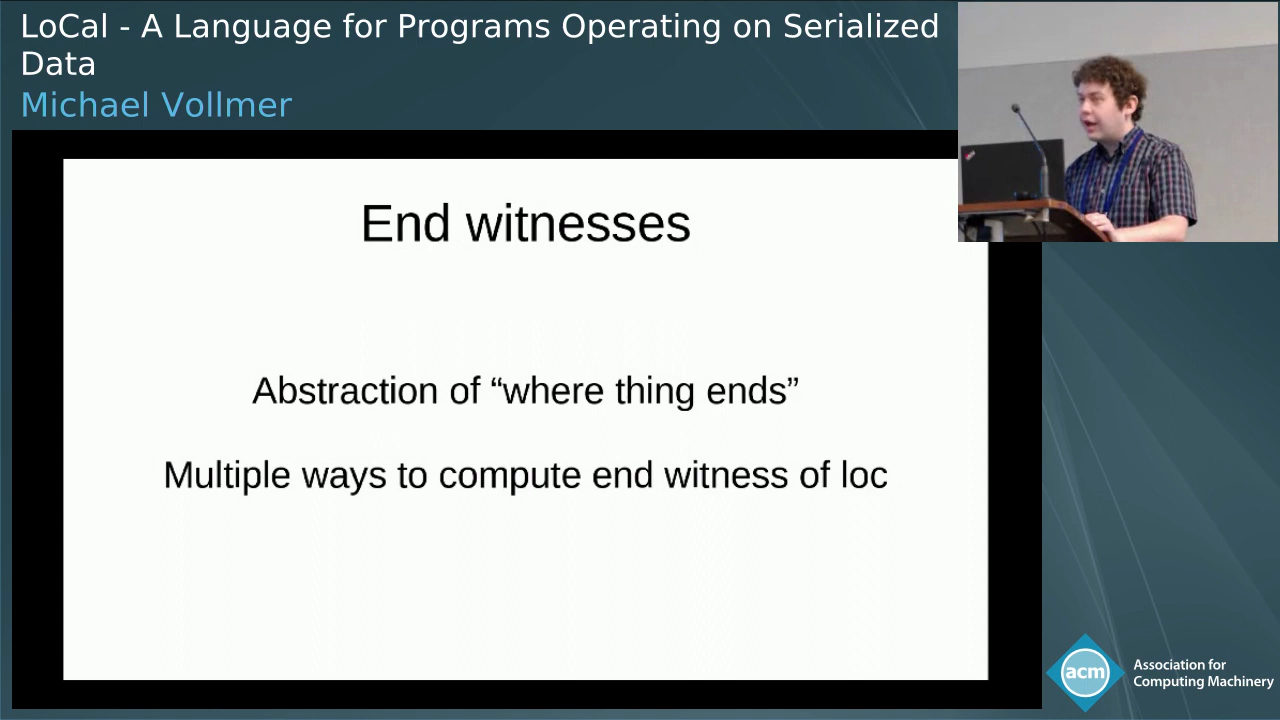 LoCal - A Language for Programs Operating on Serialized
Data
Michael Vollmer
End witnesses
Abstraction of “where thing ends”
Multiple ways to compute end witness of loc
acm
Association for
Computing Machinery